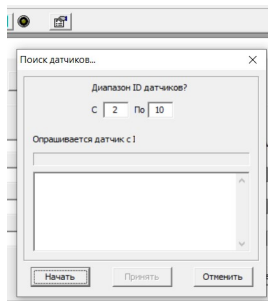 Поиск датчиков...
Диапазон ID датчиков?
С 2 По 10
Опрашивается датчик с I
Начать Принять Отменить